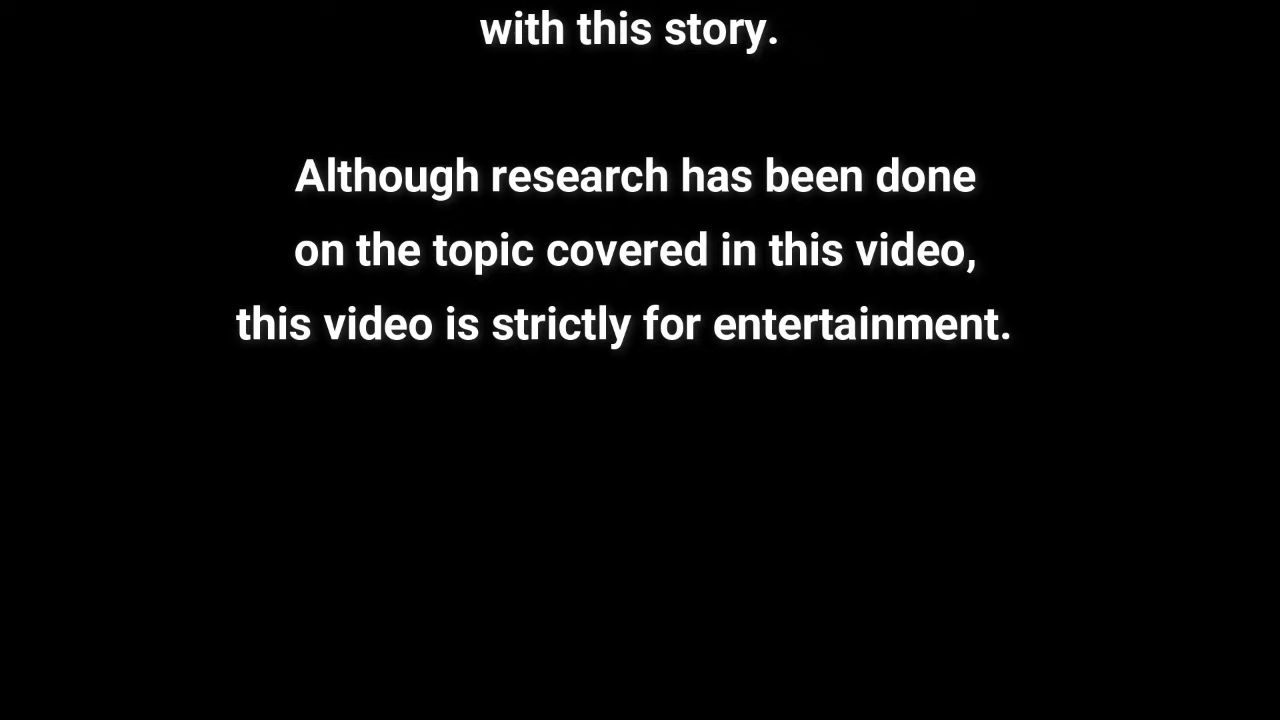 with this story.
Although research has been done
on the topic covered in this video,
this video is strictly for entertainment.